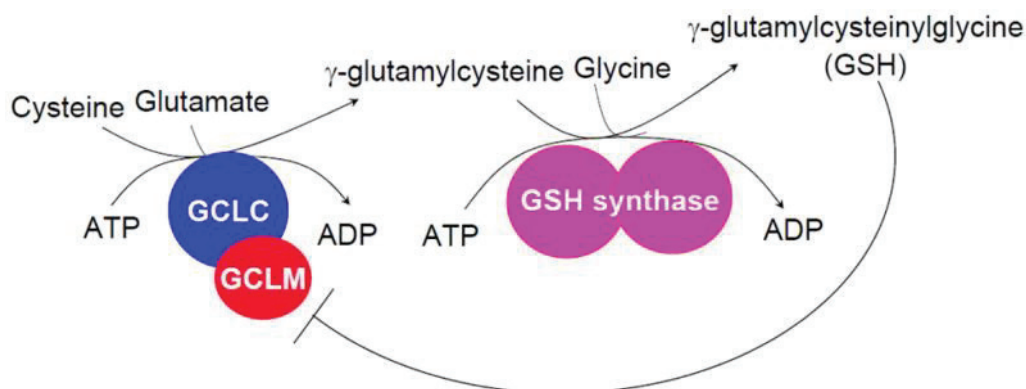 γ-glutamylcysteinylglycine
(GSH)
γ-glutamylcysteine Glycine
Cysteine Glutamate
GCLC
GSH synthase
ATP
ADP
ATP
ADP
GCLM